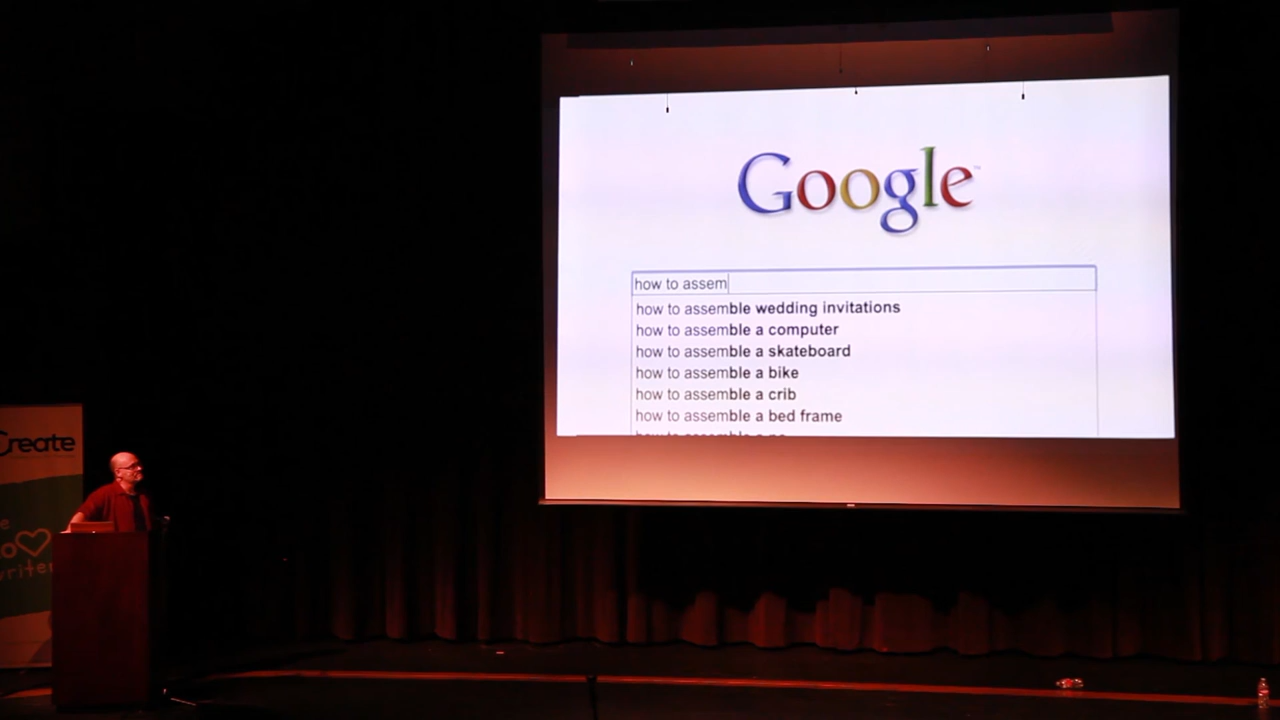 Google
how to assem
how to assemble wedding invitations
how to assemble a computer
how to assemble a skateboard
how to assemble a bike
how to assemble a crib
how to assemble a bed frame
Create